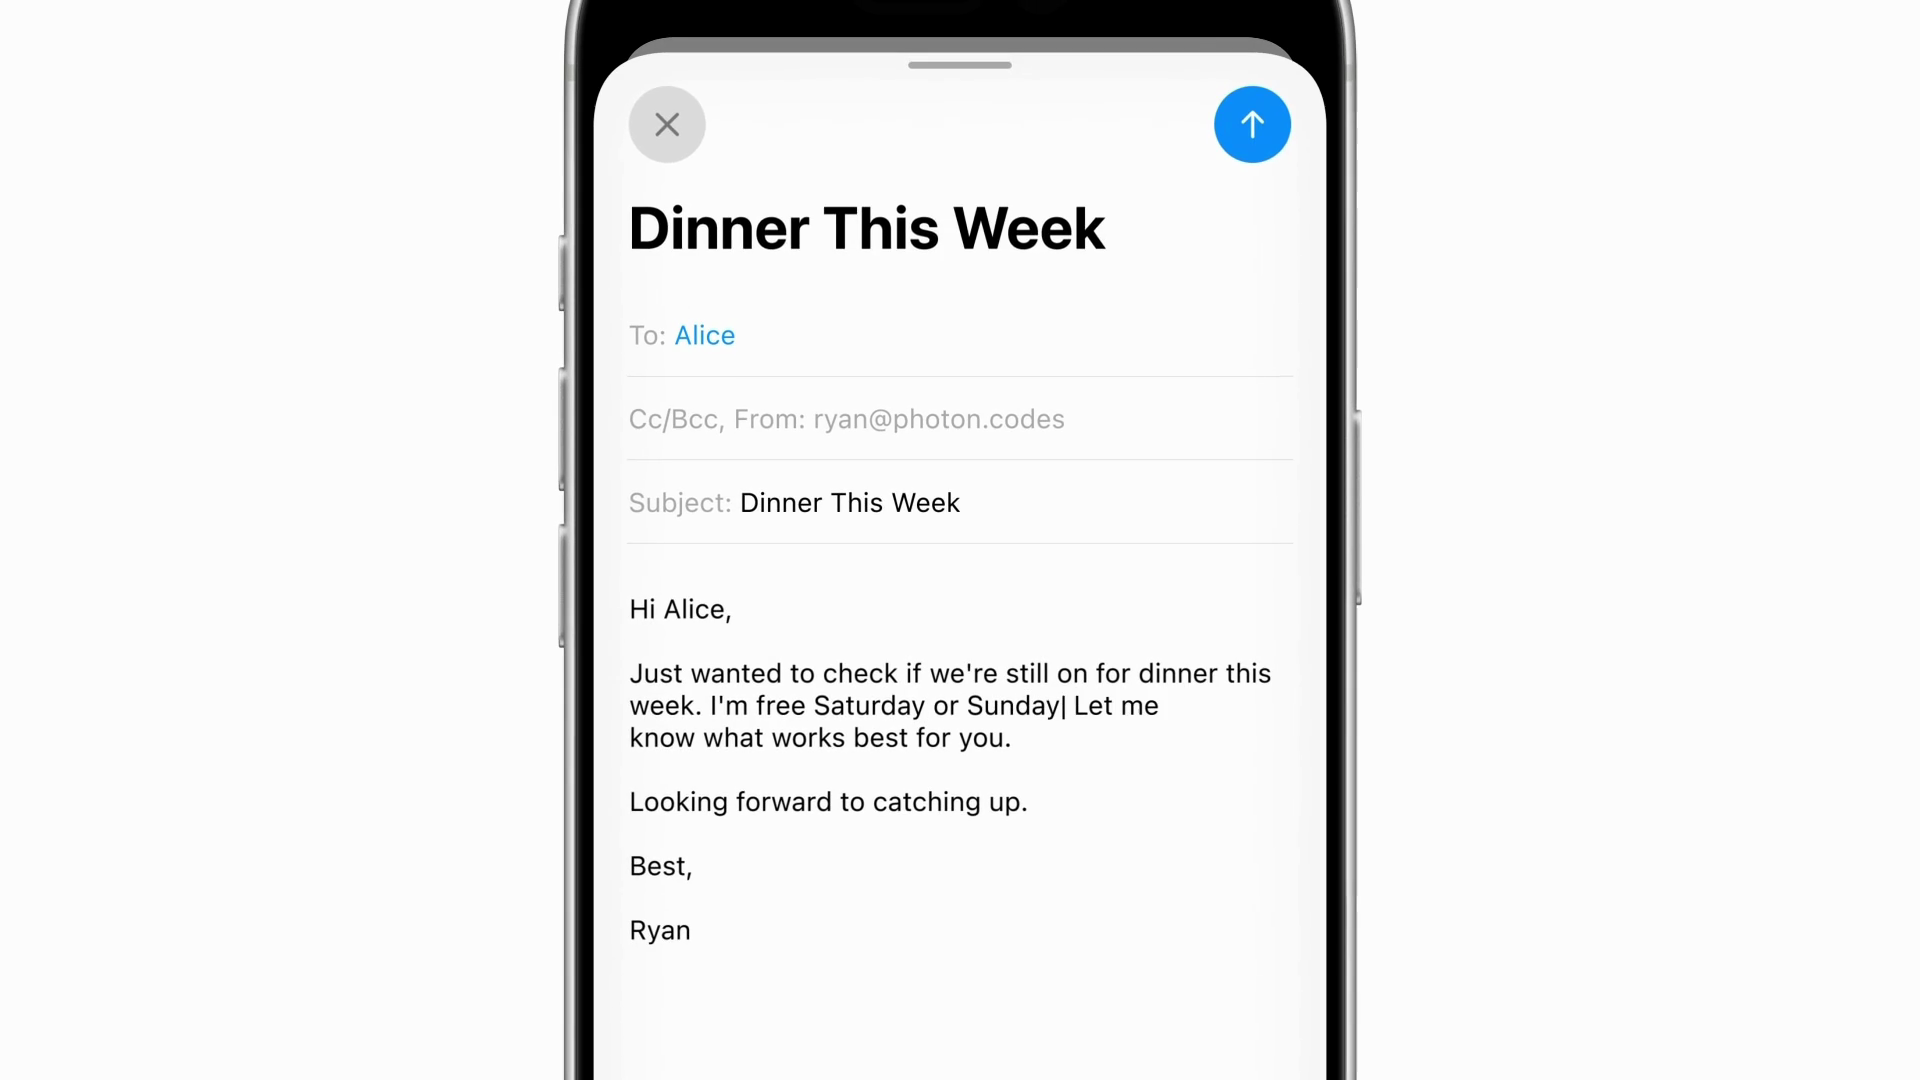 Dinner This Week
To: Alice
Cc/Bcc, From: ryan@photon.codes
Subject: Dinner This Week
Hi Alice,
Just wanted to check if we're still on for dinner this
week. I'm free Saturday or Sunday Let me
know what works best for you.
Looking forward to catching up.
Best,
Ryan